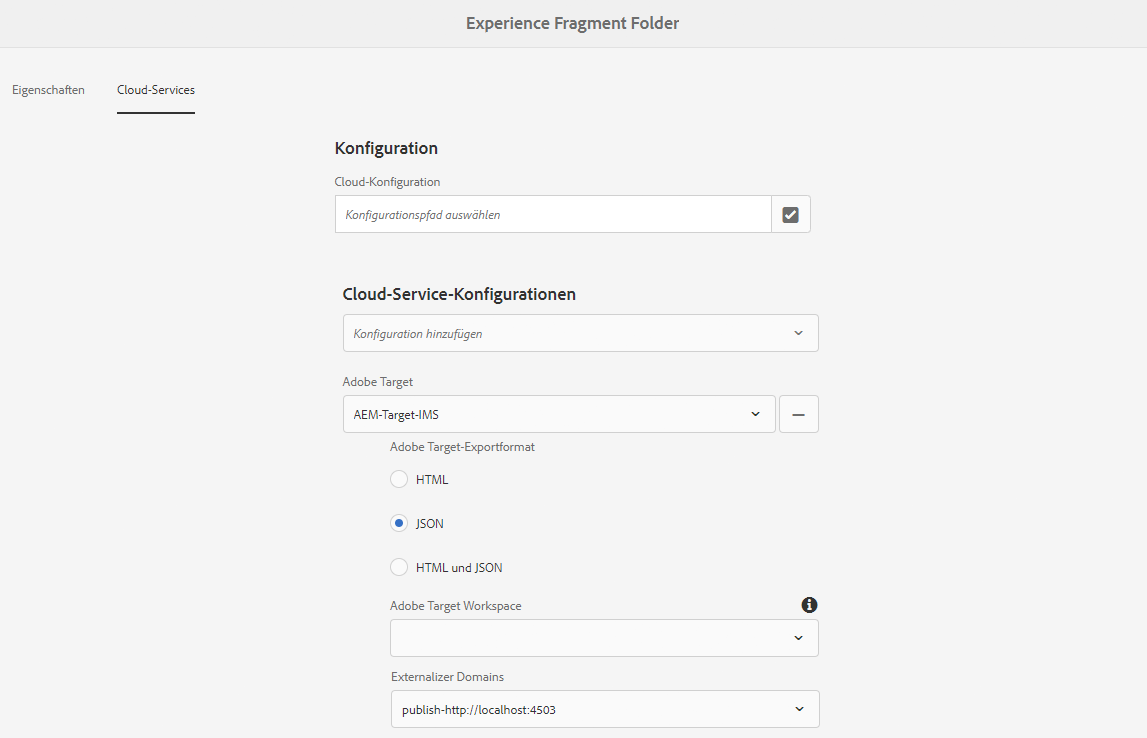 Experience Fragment Folder
Eigenschaften
Cloud-Services
Konfiguration
Cloud-Konfiguration
Konfigurationspfad auswählen
Cloud-Service-Konfigurationen
Konfiguration hinzufügen
Adobe Target
AEM-Target-IMS
Adobe Target-Exportformat
HTML
JSON
HTML und JSON
Adobe Target Workspace
Externalizer Domains
publish-http://localhost:4503